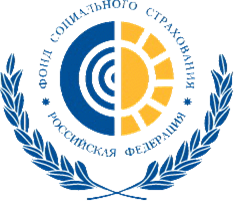 ФОНД СОЦИАЛЬНОГО СТРАХОВАНИЯ
РОССИЙСКАЯ ФЕДЕРАЦИЯ